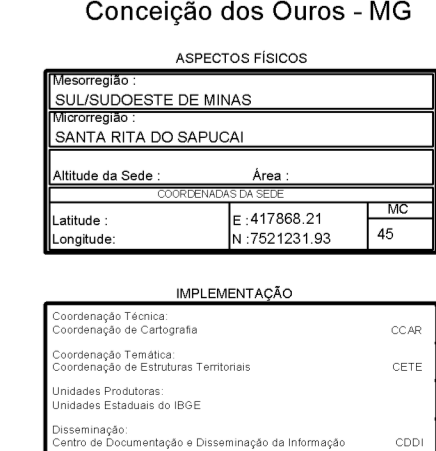 Conceição dos Ouros - MG
ASPECTOS FÍSICOS
Mesorregião :
SUL/SUDOESTE DE MINAS
Microrregião :
SANTA RITA DO SAPUCAI
Altitude da Sede : Área :
COORDENADAS DA SEDE
Latitude : E :417868.21 MC
Longitude: N :7521231.93 45
IMPLEMENTAÇÃO
Coordenação Técnica:
Coordenação de Cartografia CCAR
Coordenação Temática:
Coordenação de Estruturas Territoriais CETE
Unidades Produtoras:
Unidades Estaduais do IBGE
Disseminação:
Centro de Documentação e Disseminação da Informação CDDI